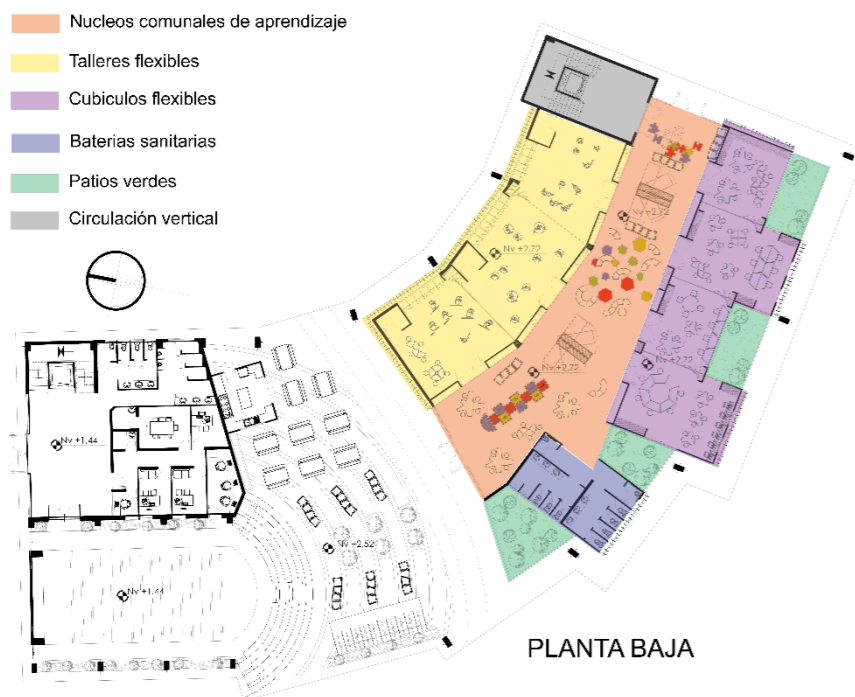 Nucleos comunales de aprendizaje
Talleres flexibles
Cubiculos flexibles
Baterias sanitarias
Patios verdes
Circulación vertical
Nv +2.72
Nv +2.72
Nv +2.72
Nv +2.72
Nv +1.44
Nv +2.52
Nv +1.44
PLANTA BAJA